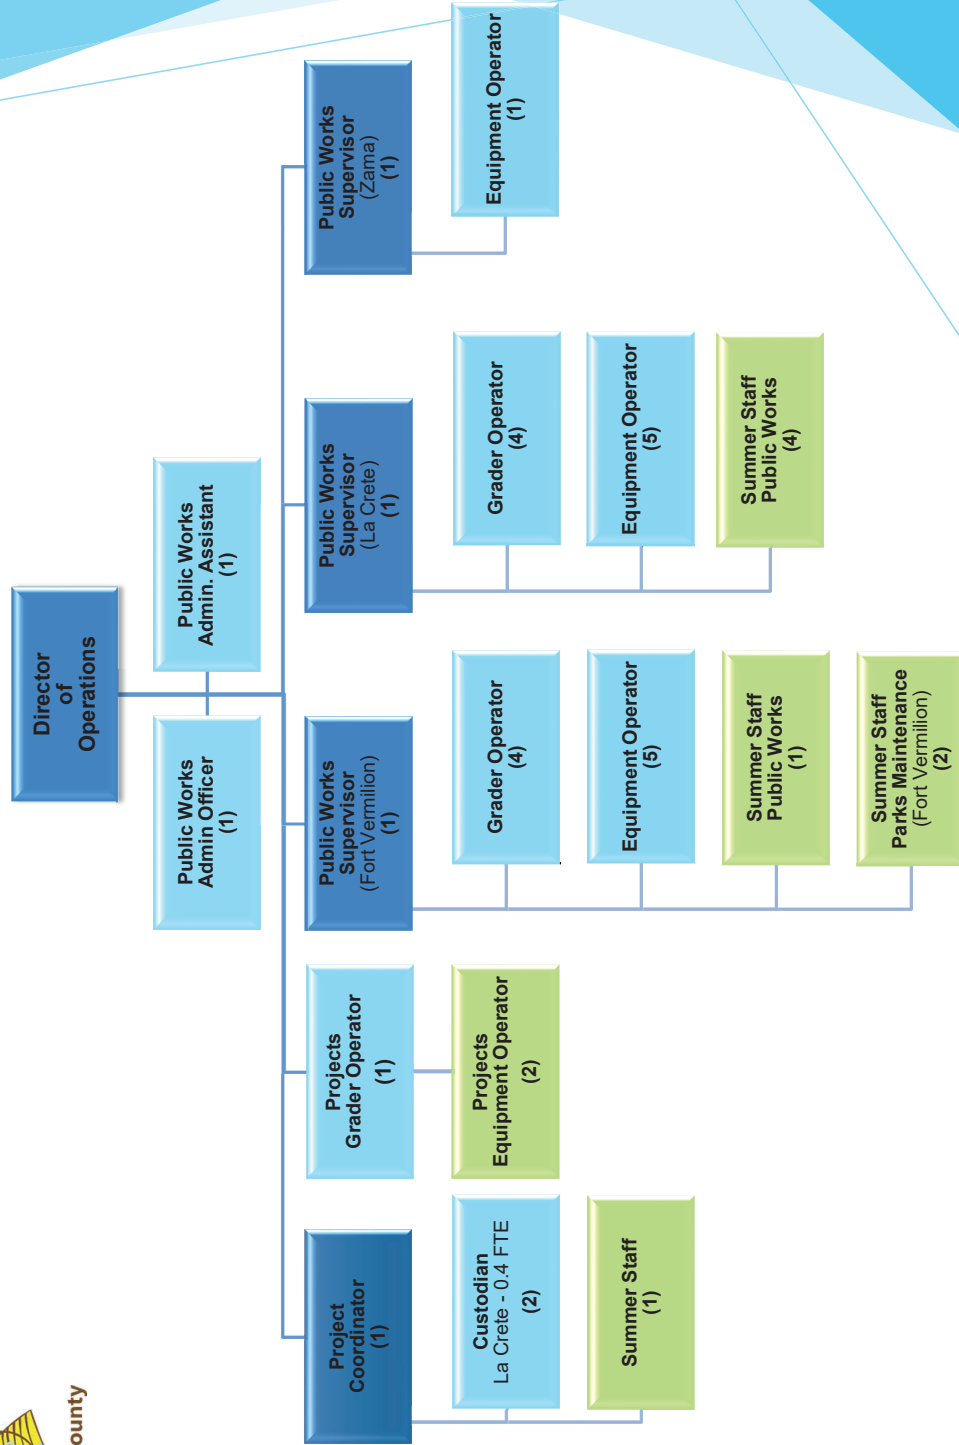 Director
of
Operations
Public Works
Admin Officer
(1)
Public Works
Admin. Assistant
(1)
Project
Coordinator
(1)
Custodian
La Crete - 0.4 FTE
(2)
Summer Staff
(1)
Projects
Grader Operator
(1)
Projects
Equipment Operator
(2)
Public Works
Supervisor
(Fort Vermilion)
(1)
Grader Operator
(4)
Equipment Operator
(5)
Summer Staff
Public Works
(1)
Summer Staff
Parks Maintenance
(Fort Vermilion)
(2)
Public Works
Supervisor
(La Crete)
(1)
Grader Operator
(4)
Equipment Operator
(5)
Summer Staff
Public Works
(4)
Public Works
Supervisor
(Zama)
(1)
Equipment Operator
(1)
ounty